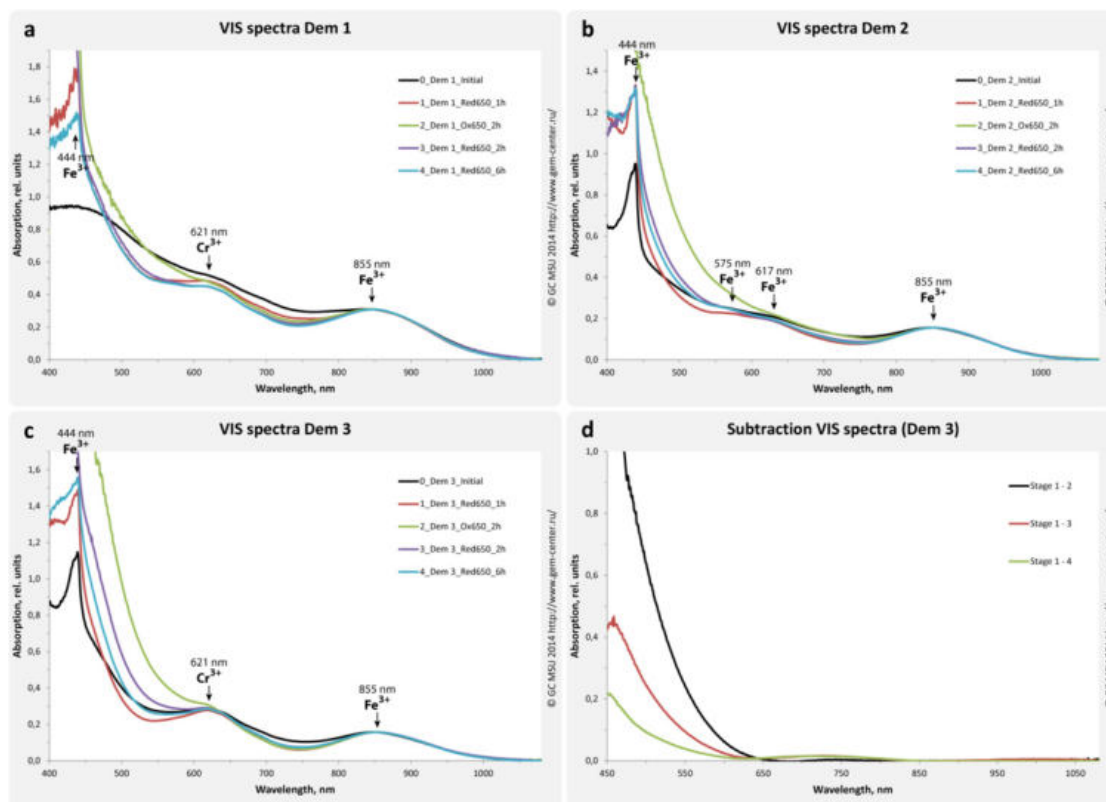 a
VIS spectra Dem 1
Absorption, rel. units
1,8
1,6
1,4
1,2
1,0
0,8
0,6
0,4
0,2
0,0
444 nm
Fe3+
621 nm
Cr3+
855 nm
Fe3+
0_Dem 1_Initial
1_Dem 1_Red650_1h
2_Dem 1_Ox650_2h
3_Dem 1_Red650_2h
4_Dem 1_Red650_6h
400 500 600 700 800 900 1000
Wavelength, nm
© GC MSU 2014 http://www.gem-center.ru/
b
VIS spectra Dem 2
Absorption, rel. units
1,4
1,2
1,0
0,8
0,6
0,4
0,2
0,0
444 nm
Fe3+
575 nm
Fe3+
617 nm
Fe3+
855 nm
Fe3+
0_Dem 2_Initial
1_Dem 2_Red650_1h
2_Dem 2_Ox650_2h
3_Dem 2_Red650_2h
4_Dem 2_Red650_6h
400 500 600 700 800 900 1000
Wavelength, nm
c
VIS spectra Dem 3
Absorption, rel. units
1,6
1,4
1,2
1,0
0,8
0,6
0,4
0,2
0,0
444 nm
Fe3+
621 nm
Cr3+
855 nm
Fe3+
0_Dem 3_Initial
1_Dem 3_Red650_1h
2_Dem 3_Ox650_2h
3_Dem 3_Red650_2h
4_Dem 3_Red650_6h
400 500 600 700 800 900 1000
Wavelength, nm
© GC MSU 2014 http://www.gem-center.ru/
d
Subtraction VIS spectra (Dem 3)
Absorption, rel. units
1,0
0,8
0,6
0,4
0,2
0,0
Stage 1 - 2
Stage 1 - 3
Stage 1 - 4
450 550 650 750 850 950 1050
Wavelength, nm